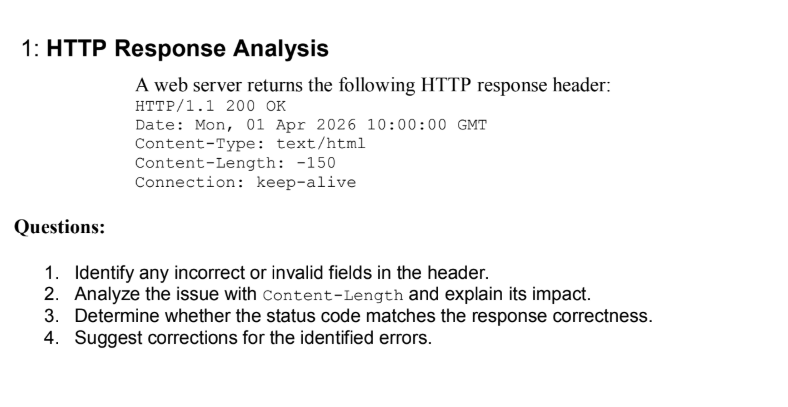 1: HTTP Response Analysis
A web server returns the following HTTP response header:
HTTP/1.1 200 OK
Date: Mon, 01 Apr 2026 10:00:00 GMT
Content-Type: text/html
Content-Length: -150
Connection: keep-alive
Questions:
1. Identify any incorrect or invalid fields in the header.
2. Analyze the issue with Content-Length and explain its impact.
3. Determine whether the status code matches the response correctness.
4. Suggest corrections for the identified errors.